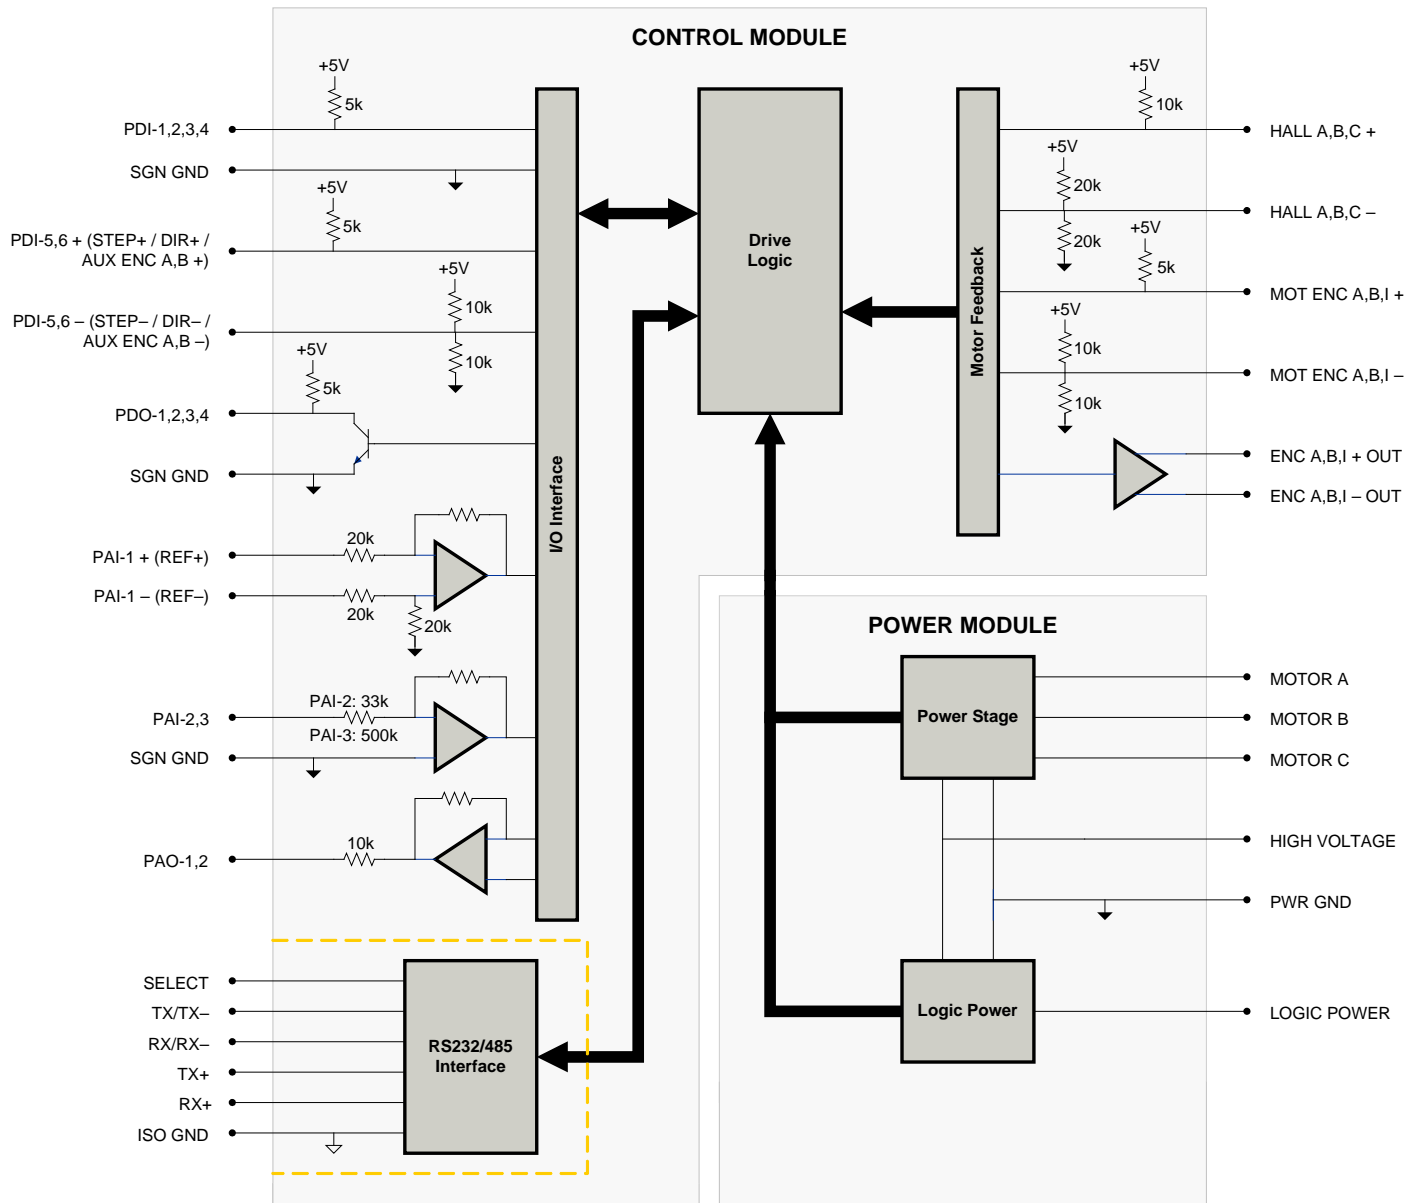 CONTROL MODULE
+5V
5k
PDI-1,2,3,4
SGN GND
+5V
5k
PDI-5,6 + (STEP+ / DIR+ /
AUX ENC A,B +)
+5V
10k
PDI-5,6 – (STEP– / DIR– /
AUX ENC A,B –)
10k
+5V
5k
PDO-1,2,3,4
SGN GND
20k
PAI-1 + (REF+)
PAI-1 – (REF–)
20k
20k
PAI-2: 33k
PAI-2,3
PAI-3: 500k
SGN GND
10k
PAO-1,2
I/O Interface
SELECT
TX/TX–
RX/RX–
TX+
RX+
ISO GND
RS232/485
Interface
Drive
Logic
Motor Feedback
+5V
10k
HALL A,B,C +
+5V
20k
HALL A,B,C –
20k
+5V
5k
MOT ENC A,B,I +
+5V
10k
MOT ENC A,B,I –
10k
ENC A,B,I + OUT
ENC A,B,I – OUT
POWER MODULE
Power Stage
MOTOR A
MOTOR B
MOTOR C
HIGH VOLTAGE
PWR GND
Logic Power
LOGIC POWER